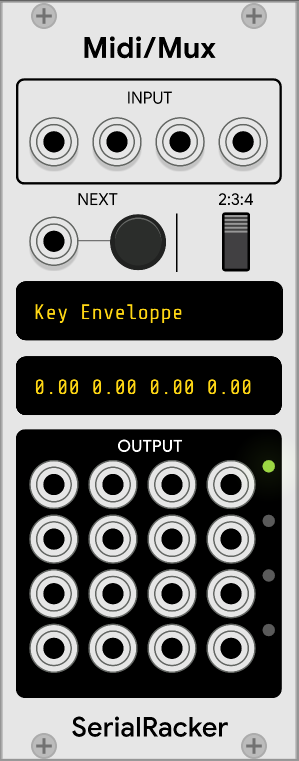 Midi/Mux
INPUT
NEXT 2:3:4
Key Enveloppe
0.00 0.00 0.00 0.00
OUTPUT
SerialRacker